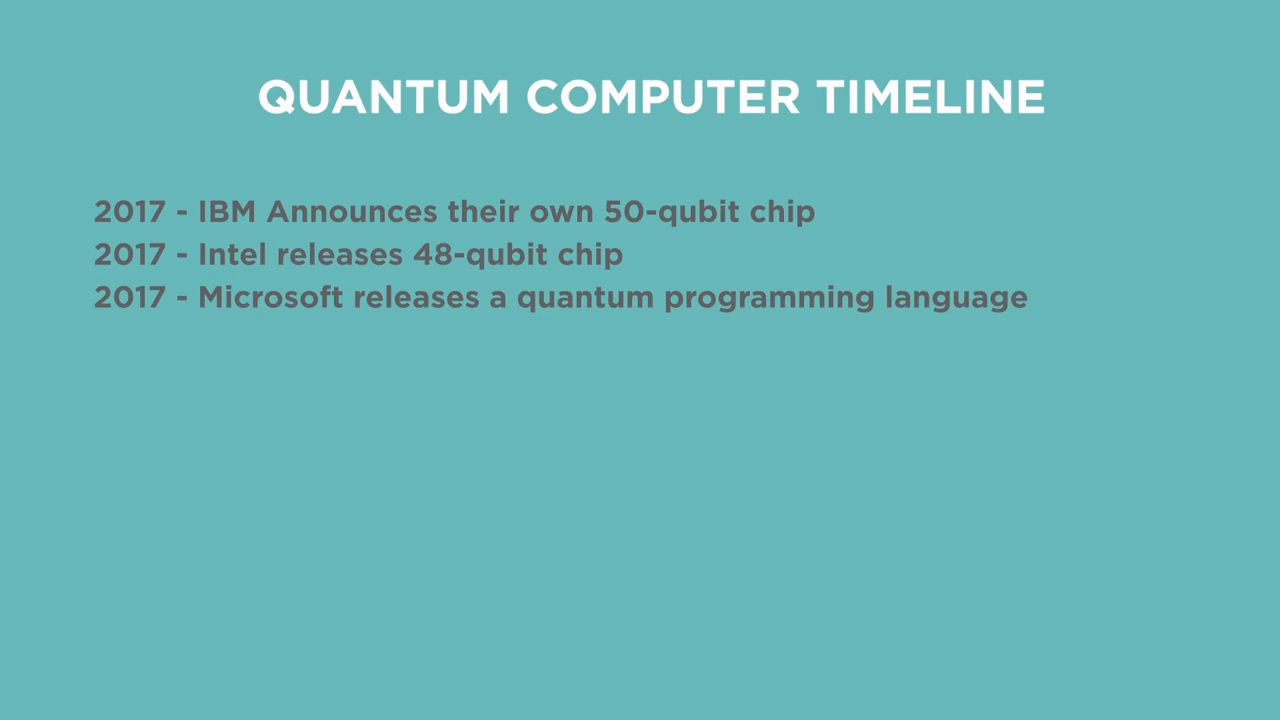 QUANTUM COMPUTER TIMELINE
2017 - IBM Announces their own 50-qubit chip
2017 - Intel releases 48-qubit chip
2017 - Microsoft releases a quantum programming language